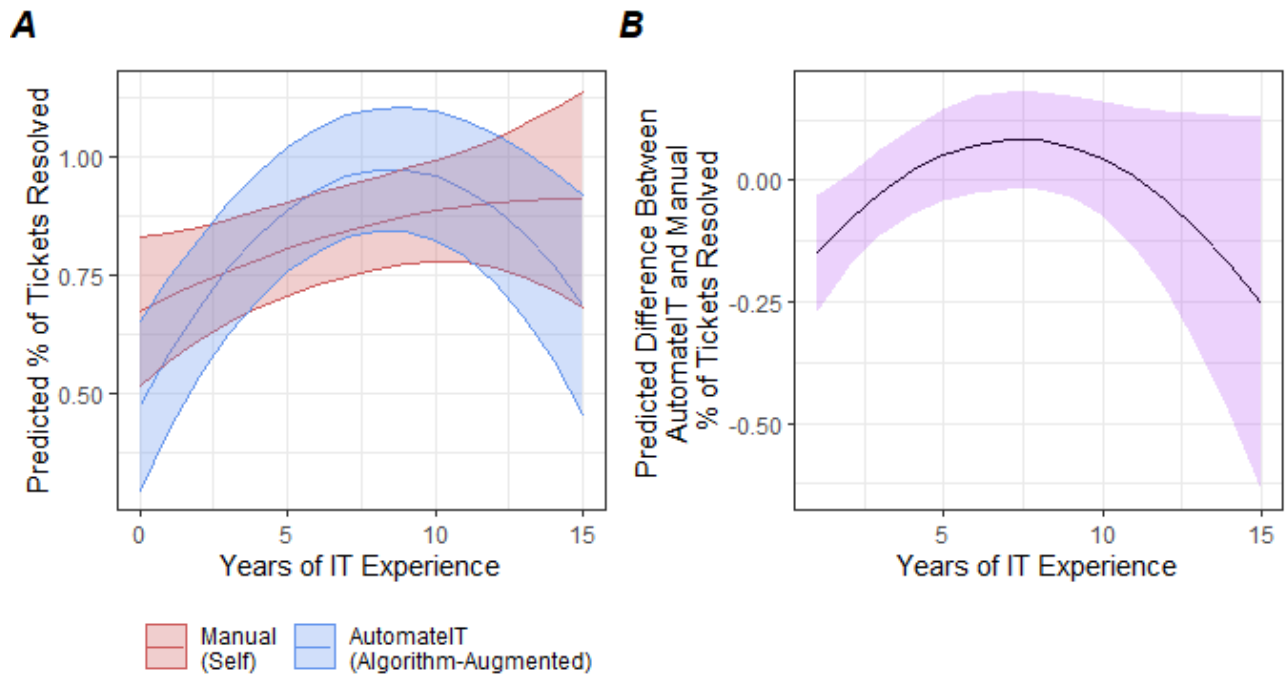 A
Predicted % of Tickets Resolved
1.00
0.75
0.50
0
5
10
15
Years of IT Experience
Manual
(Self)
AutomateIT
(Algorithm-Augmented)
B
Predicted Difference Between
AutomateIT and Manual
% of Tickets Resolved
0.00
-0.25
-0.50
5
10
15
Years of IT Experience